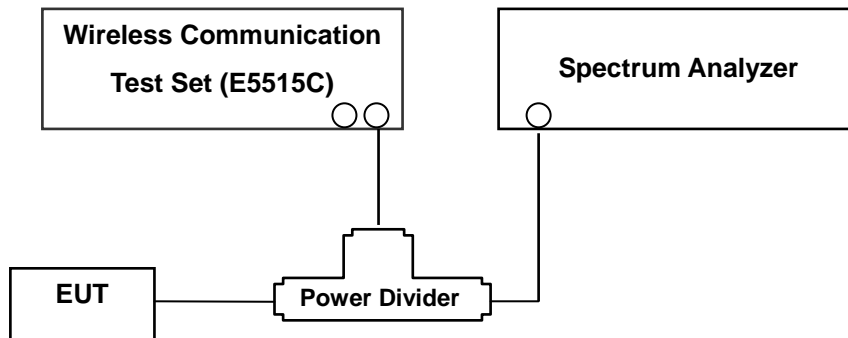 Wireless Communication
Test Set (E5515C)
Spectrum Analyzer
EUT
Power Divider